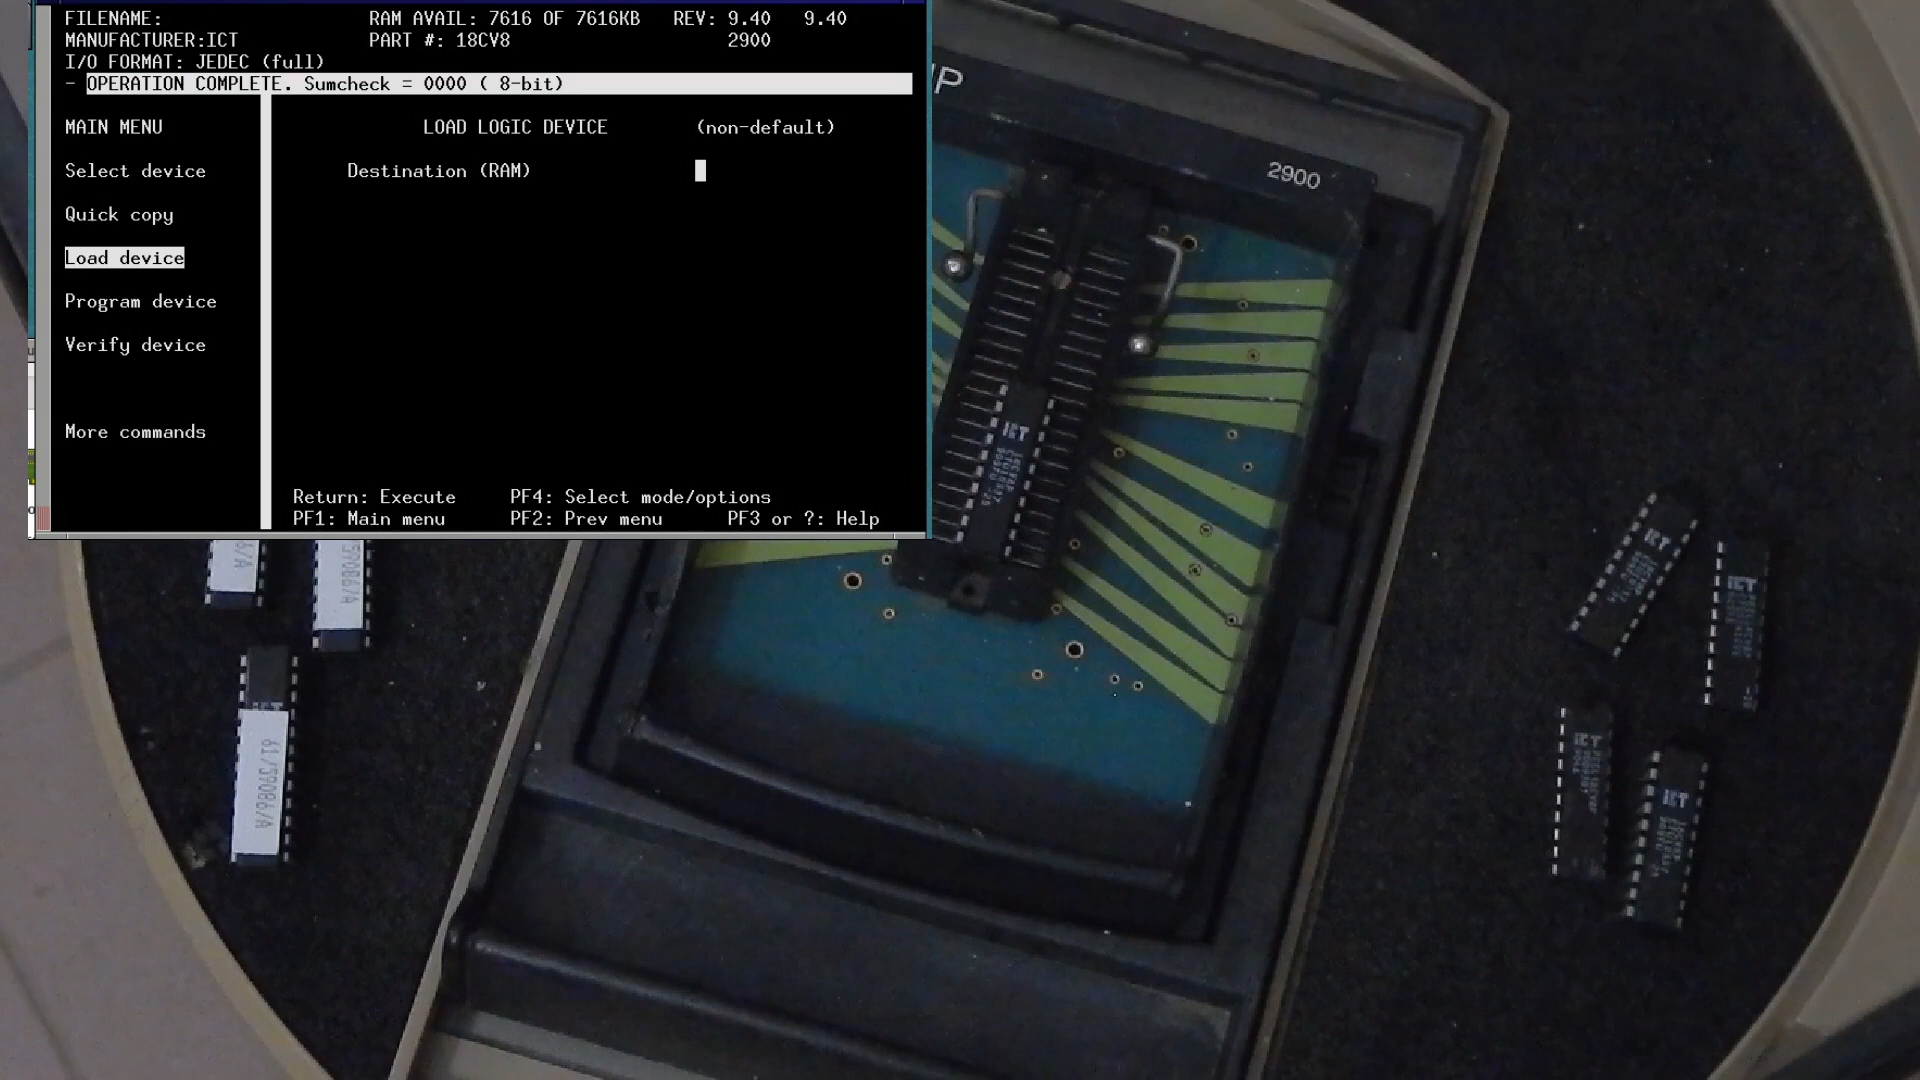 FILENAME: RAM AVAIL: 7616 OF 7616KB REV: 9.40 9.40
MANUFACTURER:ICT PART #: 18CV8 2900
I/O FORMAT: JEDEC (full)
- OPERATION COMPLETE. Sumcheck = 0000 ( 8-bit)
MAIN MENU LOAD LOGIC DEVICE (non-default)
Select device Destination (RAM)
Quick copy
Load device
Program device
Verify device
More commands
Return: Execute PF4: Select mode/options
PF1: Main menu PF2: Prev menu PF3 or ?: Help
2900
61/59086/A